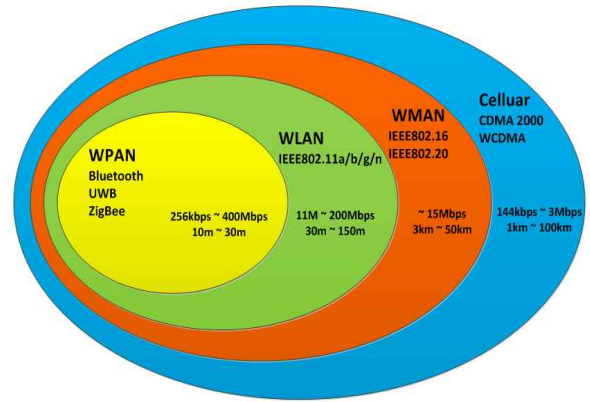 WPAN
Bluetooth
UWB
ZigBee
256kbps ~ 400Mbps
10m ~ 30m
WLAN
IEEE802.11a/b/g/n
11M ~ 200Mbps
30m ~ 150m
WMAN
IEEE802.16
IEEE802.20
~ 15Mbps
3km ~ 50km
Celluar
CDMA 2000
WCDMA
144kbps ~ 3Mbps
1km ~ 100km